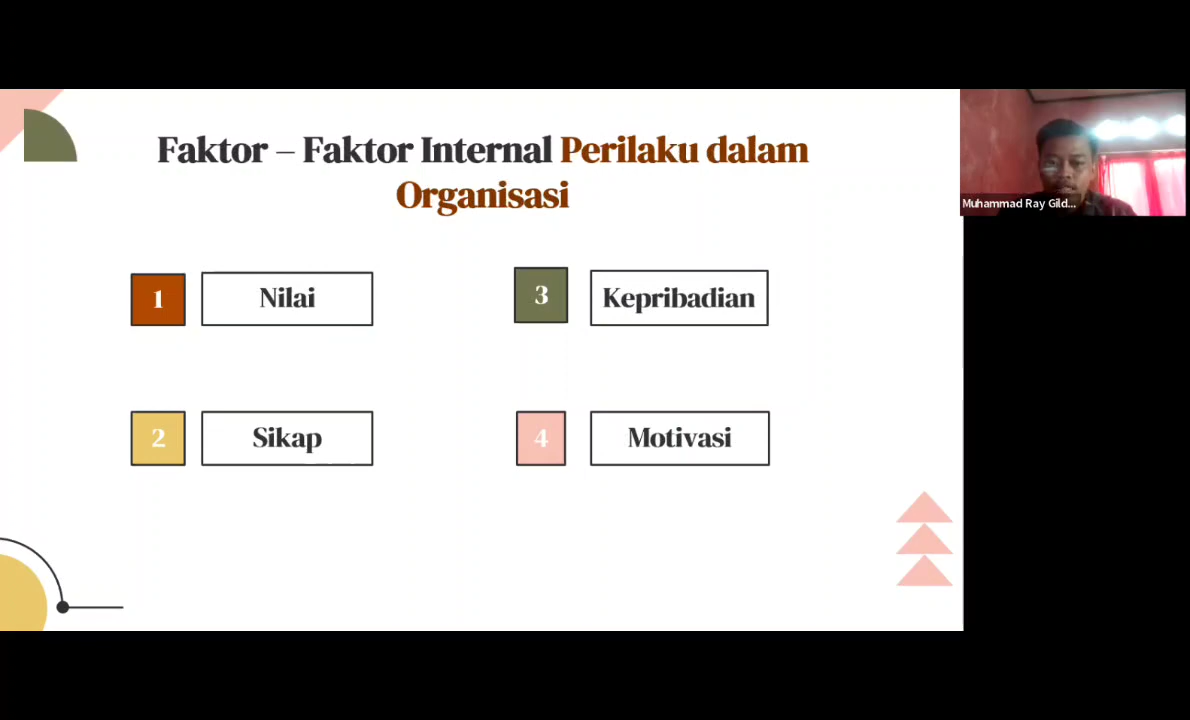 Faktor – Faktor Internal Perilaku dalam
Organisasi
1
Nilai
3
Kepribadian
2
Sikap
4
Motivasi
Muhammad Ray Gild...